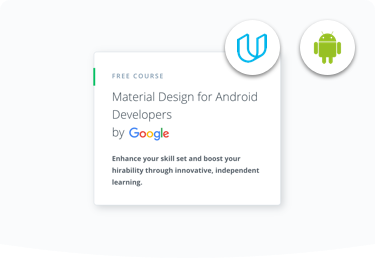 FREE COURSE
Material Design for Android
Developers
by Google
Enhance your skill set and boost your
hirability through innovative, independent
learning.